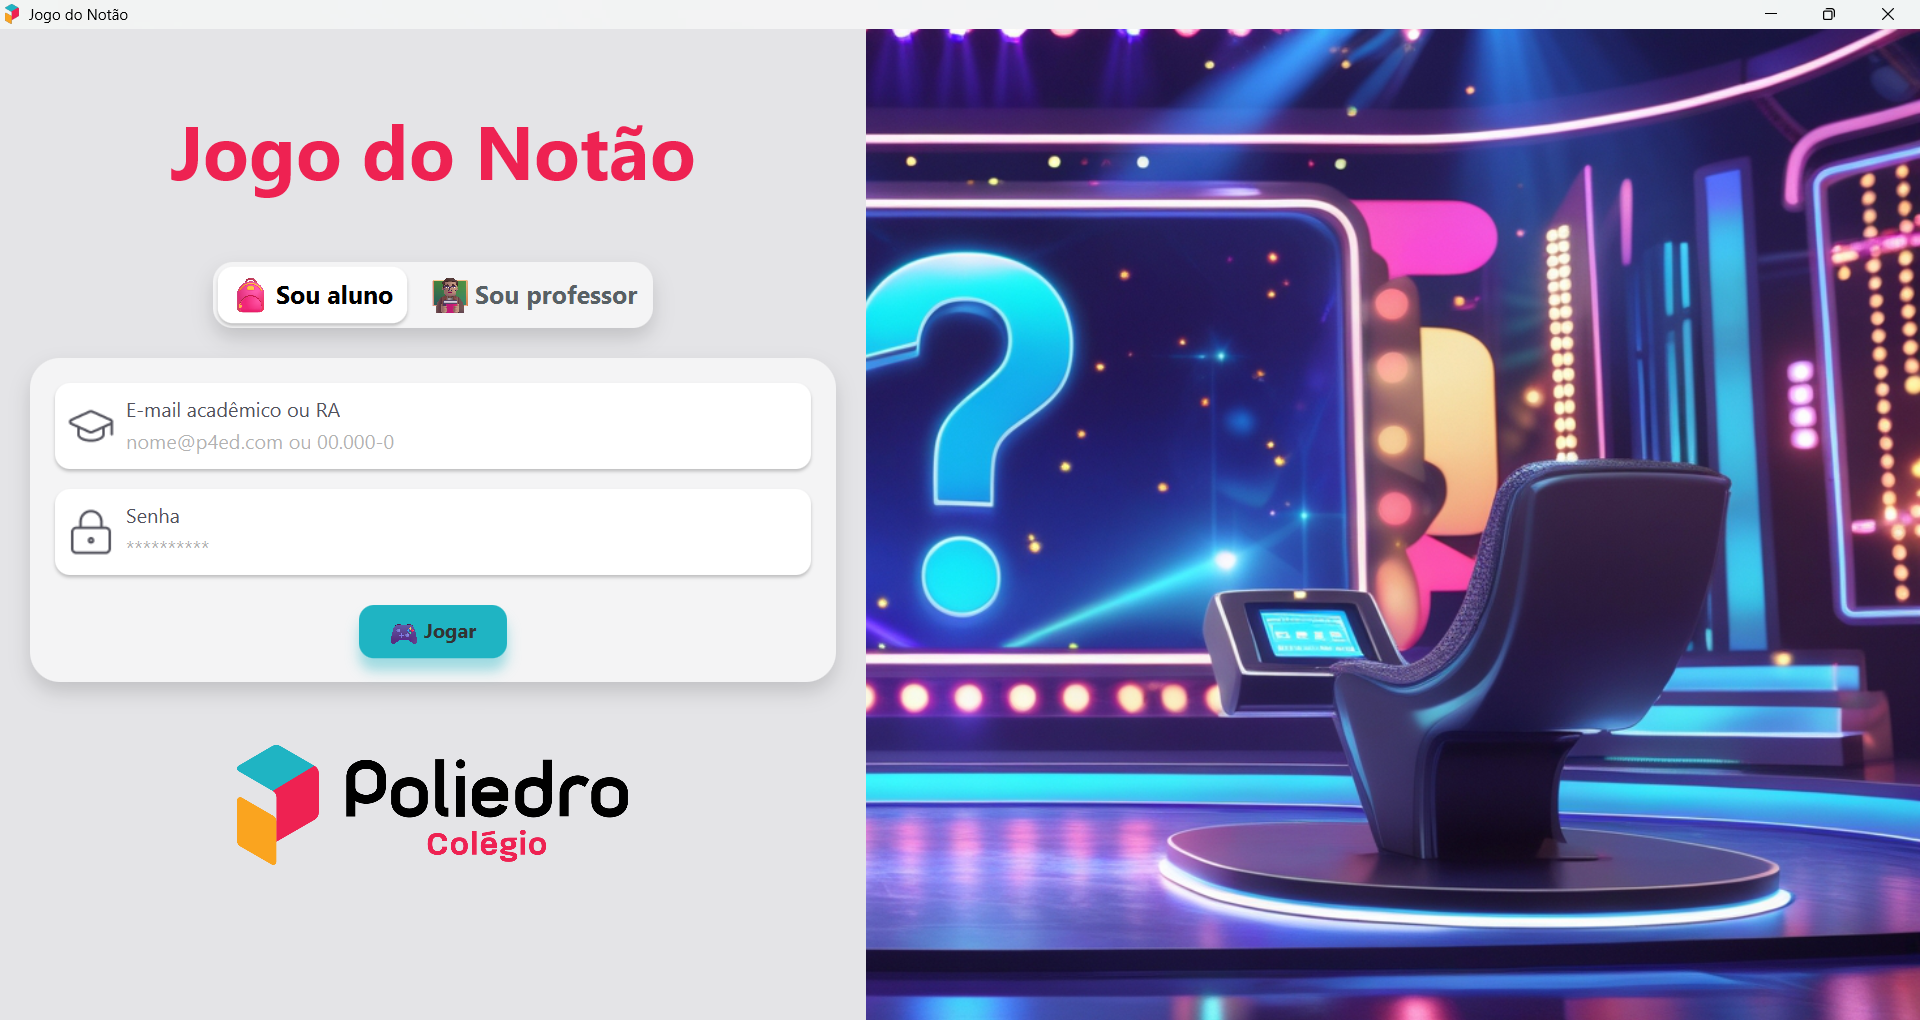 Jogo do Notão
Jogo do Notão
Sou aluno
Sou professor
E-mail acadêmico ou RA
nome@p4ed.com ou 00.000-0
Senha
**********
Jogar
Poliedro
Colégio
?